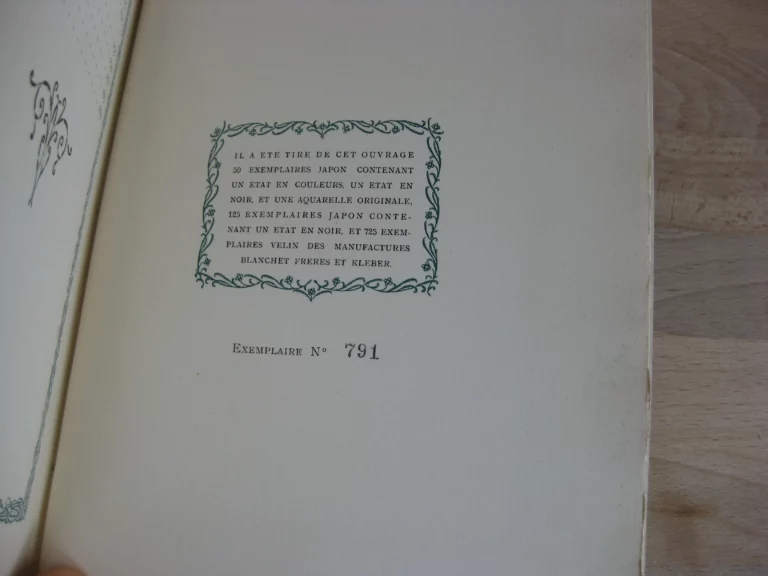 IL A ETE TIRE DE CET OUVRAGE
50 EXEMPLAIRES JAPON CONTENANT
UN ETAT EN COULEURS, UN ETAT EN
NOIR, ET UNE AQUARELLE ORIGINALE,
125 EXEMPLAIRES JAPON CONTE-
NANT UN ETAT EN NOIR, ET 725 EXEM-
PLAIRES VELIN DES MANUFACTURES
BLANCHET FRERES ET KLEBER.
EXEMPLAIRE N° 791